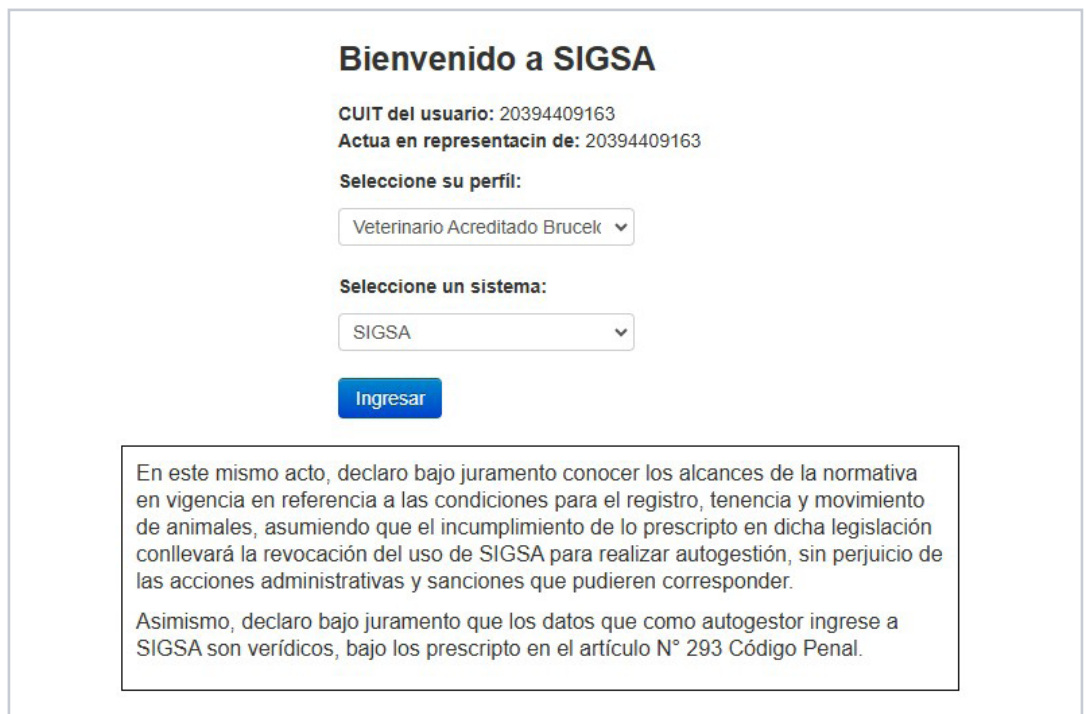 Bienvenido a SIGSA
CUIT del usuario: 20394409163
Actua en representacin de: 20394409163
Seleccione su perfíl:
Veterinario Acreditado Brucelo
Seleccione un sistema:
SIGSA
Ingresar
En este mismo acto, declaro bajo juramento conocer los alcances de la normativa
en vigencia en referencia a las condiciones para el registro, tenencia y movimiento
de animales, asumiendo que el incumplimiento de lo prescripto en dicha legislación
conllevará la revocación del uso de SIGSA para realizar autogestión, sin perjuicio de
las acciones administrativas y sanciones que pudieren corresponder.
Asimismo, declaro bajo juramento que los datos que como autogestor ingrese a
SIGSA son verídicos, bajo los prescripto en el artículo N° 293 Código Penal.